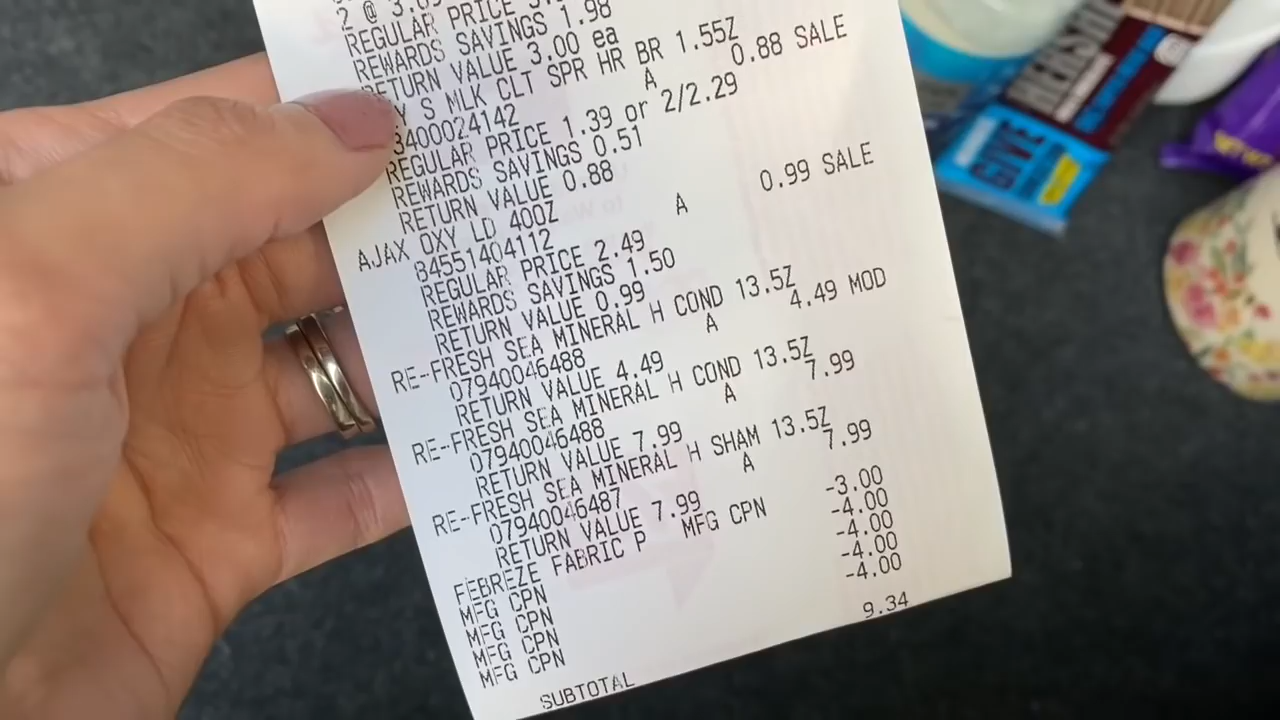 2 @ 3.
REGULAR PRICE
REWARDS SAVINGS 1.98
RETURN VALUE 3.00 ea
S MLK CLT SPR HR BR 1.55Z
3400024142 A 0.88 SALE
REGULAR PRICE 1.39 or 2/2.29
REWARDS SAVINGS 0.51
RETURN VALUE 0.88
AJAX OXY LD 40OZ
84551404112 A 0.99 SALE
REGULAR PRICE 2.49
REWARDS SAVINGS 1.50
RETURN VALUE 0.99
RE-FRESH SEA MINERAL H COND 13.5Z
07940046488 A 4.49 MOD
RETURN VALUE 4.49
RE-FRESH SEA MINERAL H COND 13.5Z
07940046488 A 7.99
RETURN VALUE 7.99
RE-FRESH SEA MINERAL H SHAM 13.5Z
07940046487 A 7.99
RETURN VALUE 7.99
FEBREZE FABRIC P MFG CPN -3.00
MFG CPN -4.00
MFG CPN -4.00
MFG CPN -4.00
MFG CPN -4.00
SUBTOTAL 9.34
GIVE